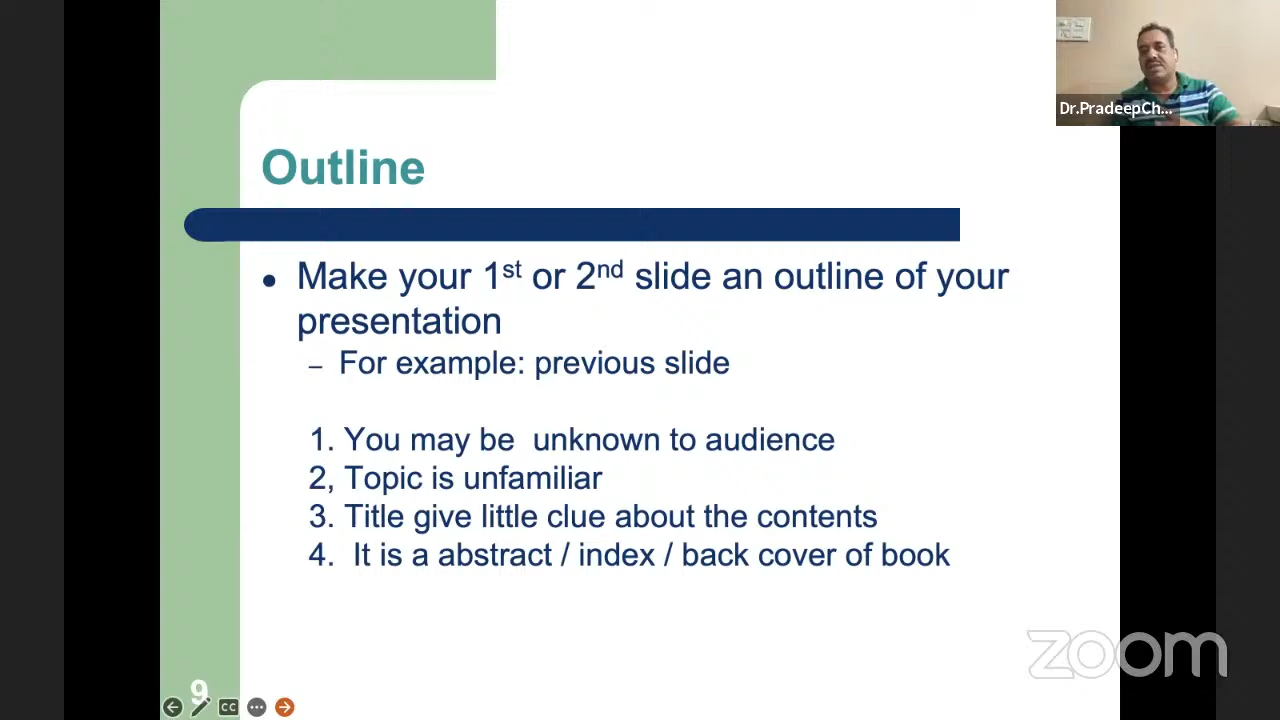 Dr.PradeepCh...
Outline
• Make your 1st or 2nd slide an outline of your
presentation
– For example: previous slide
1. You may be  unknown to audience
2, Topic is unfamiliar
3. Title give little clue about the contents
4.  It is a abstract / index / back cover of book
zoom
9
CC